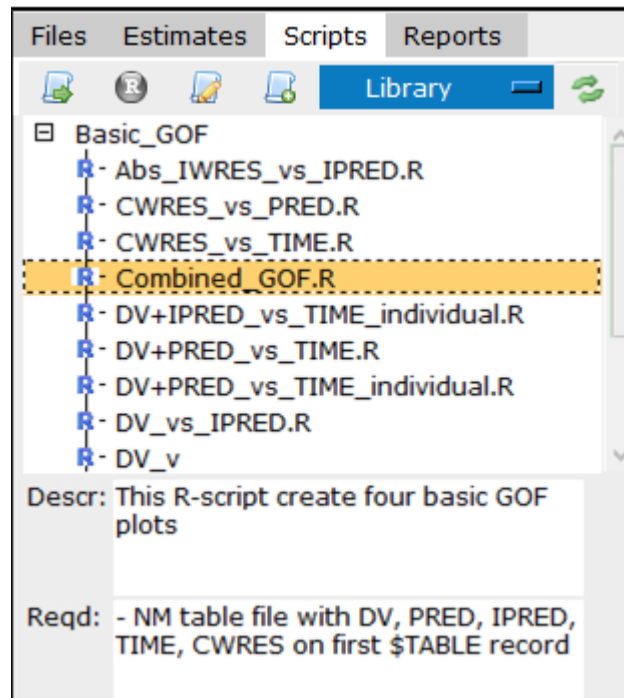 Files Estimates Scripts Reports
Library
Basic_GOF
Abs_IWRES_vs_IPRED.R
CWRES_vs_PRED.R
CWRES_vs_TIME.R
Combined_GOF.R
DV+IPRED_vs_TIME_individual.R
DV+PRED_vs_TIME.R
DV+PRED_vs_TIME_individual.R
DV_vs_IPRED.R
DV_v
Descr: This R-script create four basic GOF
plots
Reqd: - NM table file with DV, PRED, IPRED,
TIME, CWRES on first $TABLE record